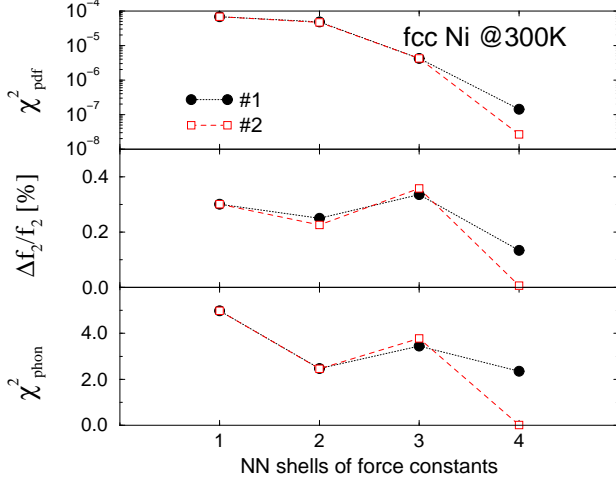 fcc Ni @300K
10⁻⁴
10⁻⁵
10⁻⁶
10⁻⁷
10⁻⁸
χ²pdf
#1
#2
0.4
0.2
0.0
Δf₂/f₂ [%]
4.0
2.0
0.0
χ²phon
1 2 3 4
NN shells of force constants